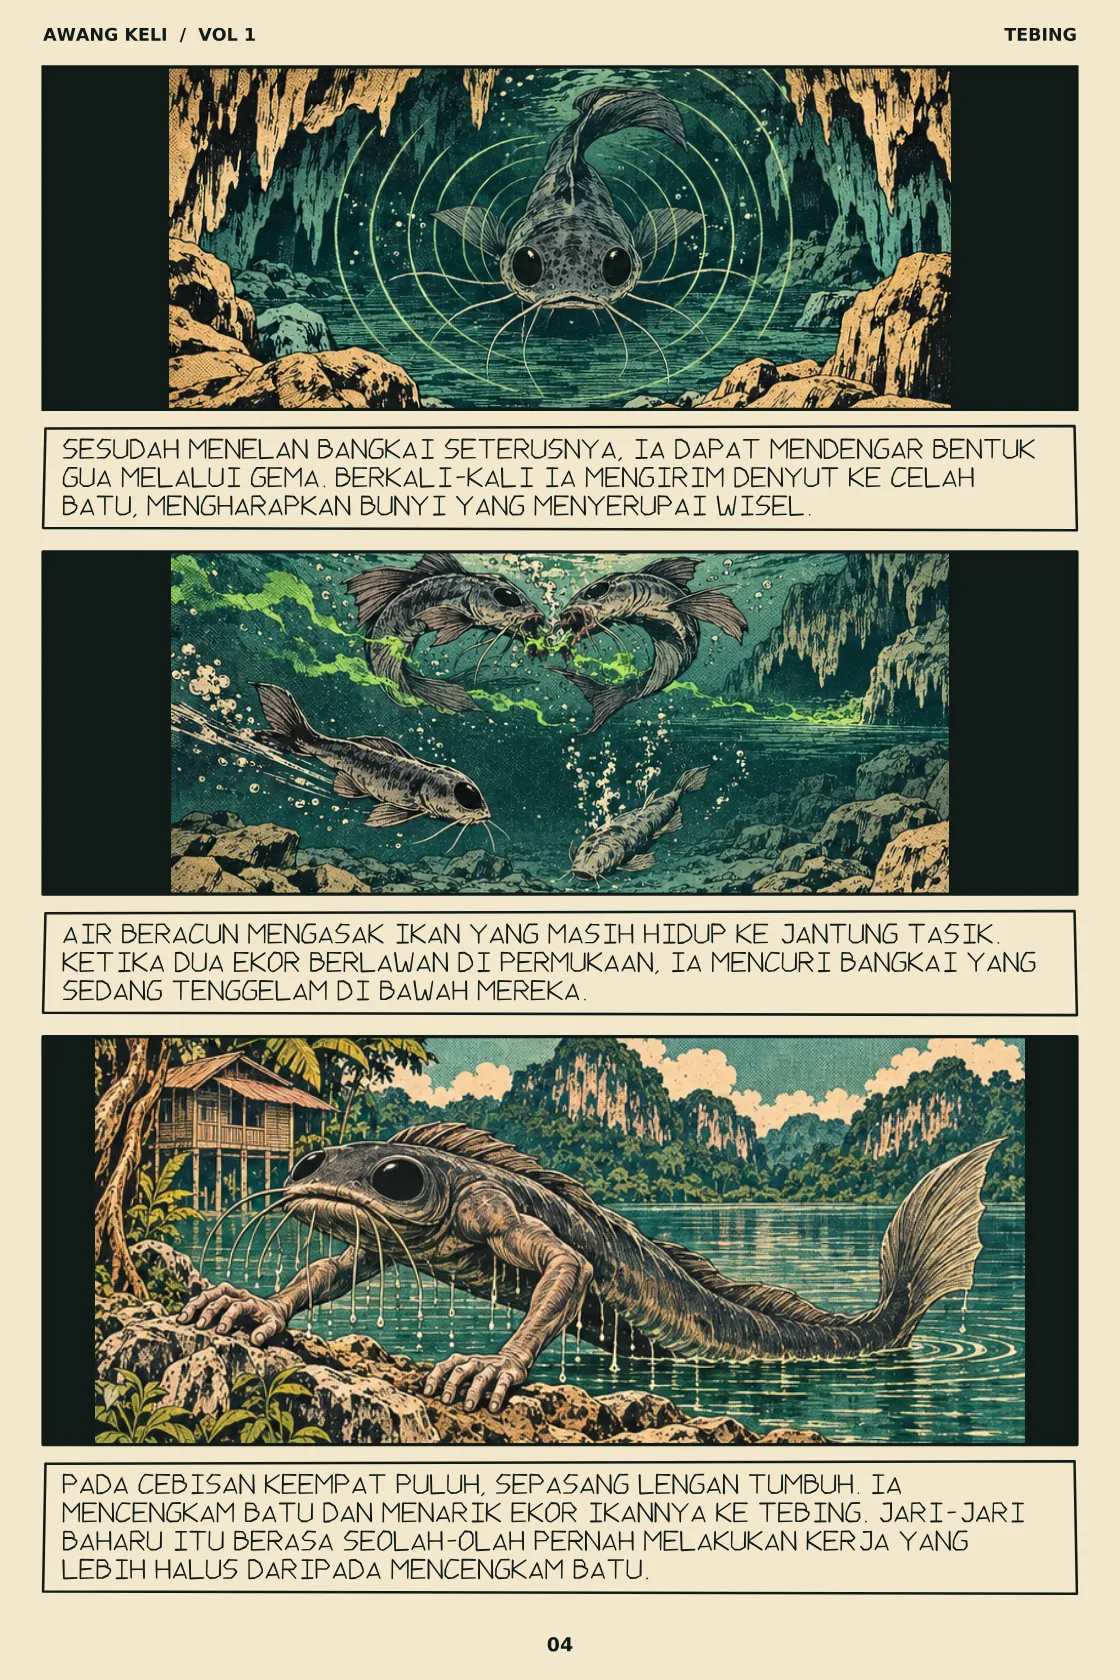 AWANG KELI / VOL 1
TEBING
SESUDAH MENELAN BANGKAI SETERUSNYA, IA DAPAT MENDENGAR BENTUK
GUA MELALUI GEMA. BERKALI-KALI IA MENGIRIM DENYUT KE CELAH
BATU, MENGHARAPKAN BUNYI YANG MENYERUPAI WISEL.
AIR BERACUN MENGASAK IKAN YANG MASIH HIDUP KE JANTUNG TASIK.
KETIKA DUA EKOR BERLAWAN DI PERMUKAAN, IA MENCURI BANGKAI YANG
SEDANG TENGGELAM DI BAWAH MEREKA.
PADA CEBISAN KEEMPAT PULUH, SEPASANG LENGAN TUMBUH. IA
MENCENGKAM BATU DAN MENARIK EKOR IKANNYA KE TEBING. JARI-JARI
BAHARU ITU BERASA SEOLAH-OLAH PERNAH MELAKUKAN KERJA YANG
LEBIH HALUS DARIPADA MENCENGKAM BATU.
04